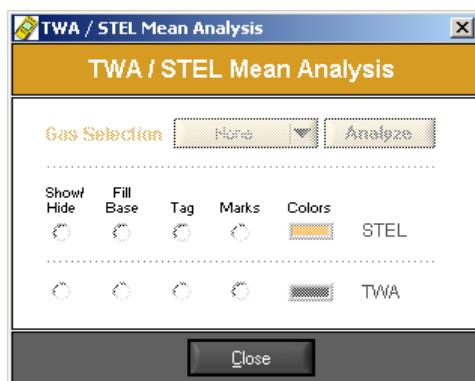 TWA / STEL Mean Analysis
TWA / STEL Mean Analysis
Gas Selection None Analyze
Show/ Fill
Hide Base Tag Marks Colors
STEL
TWA
Close